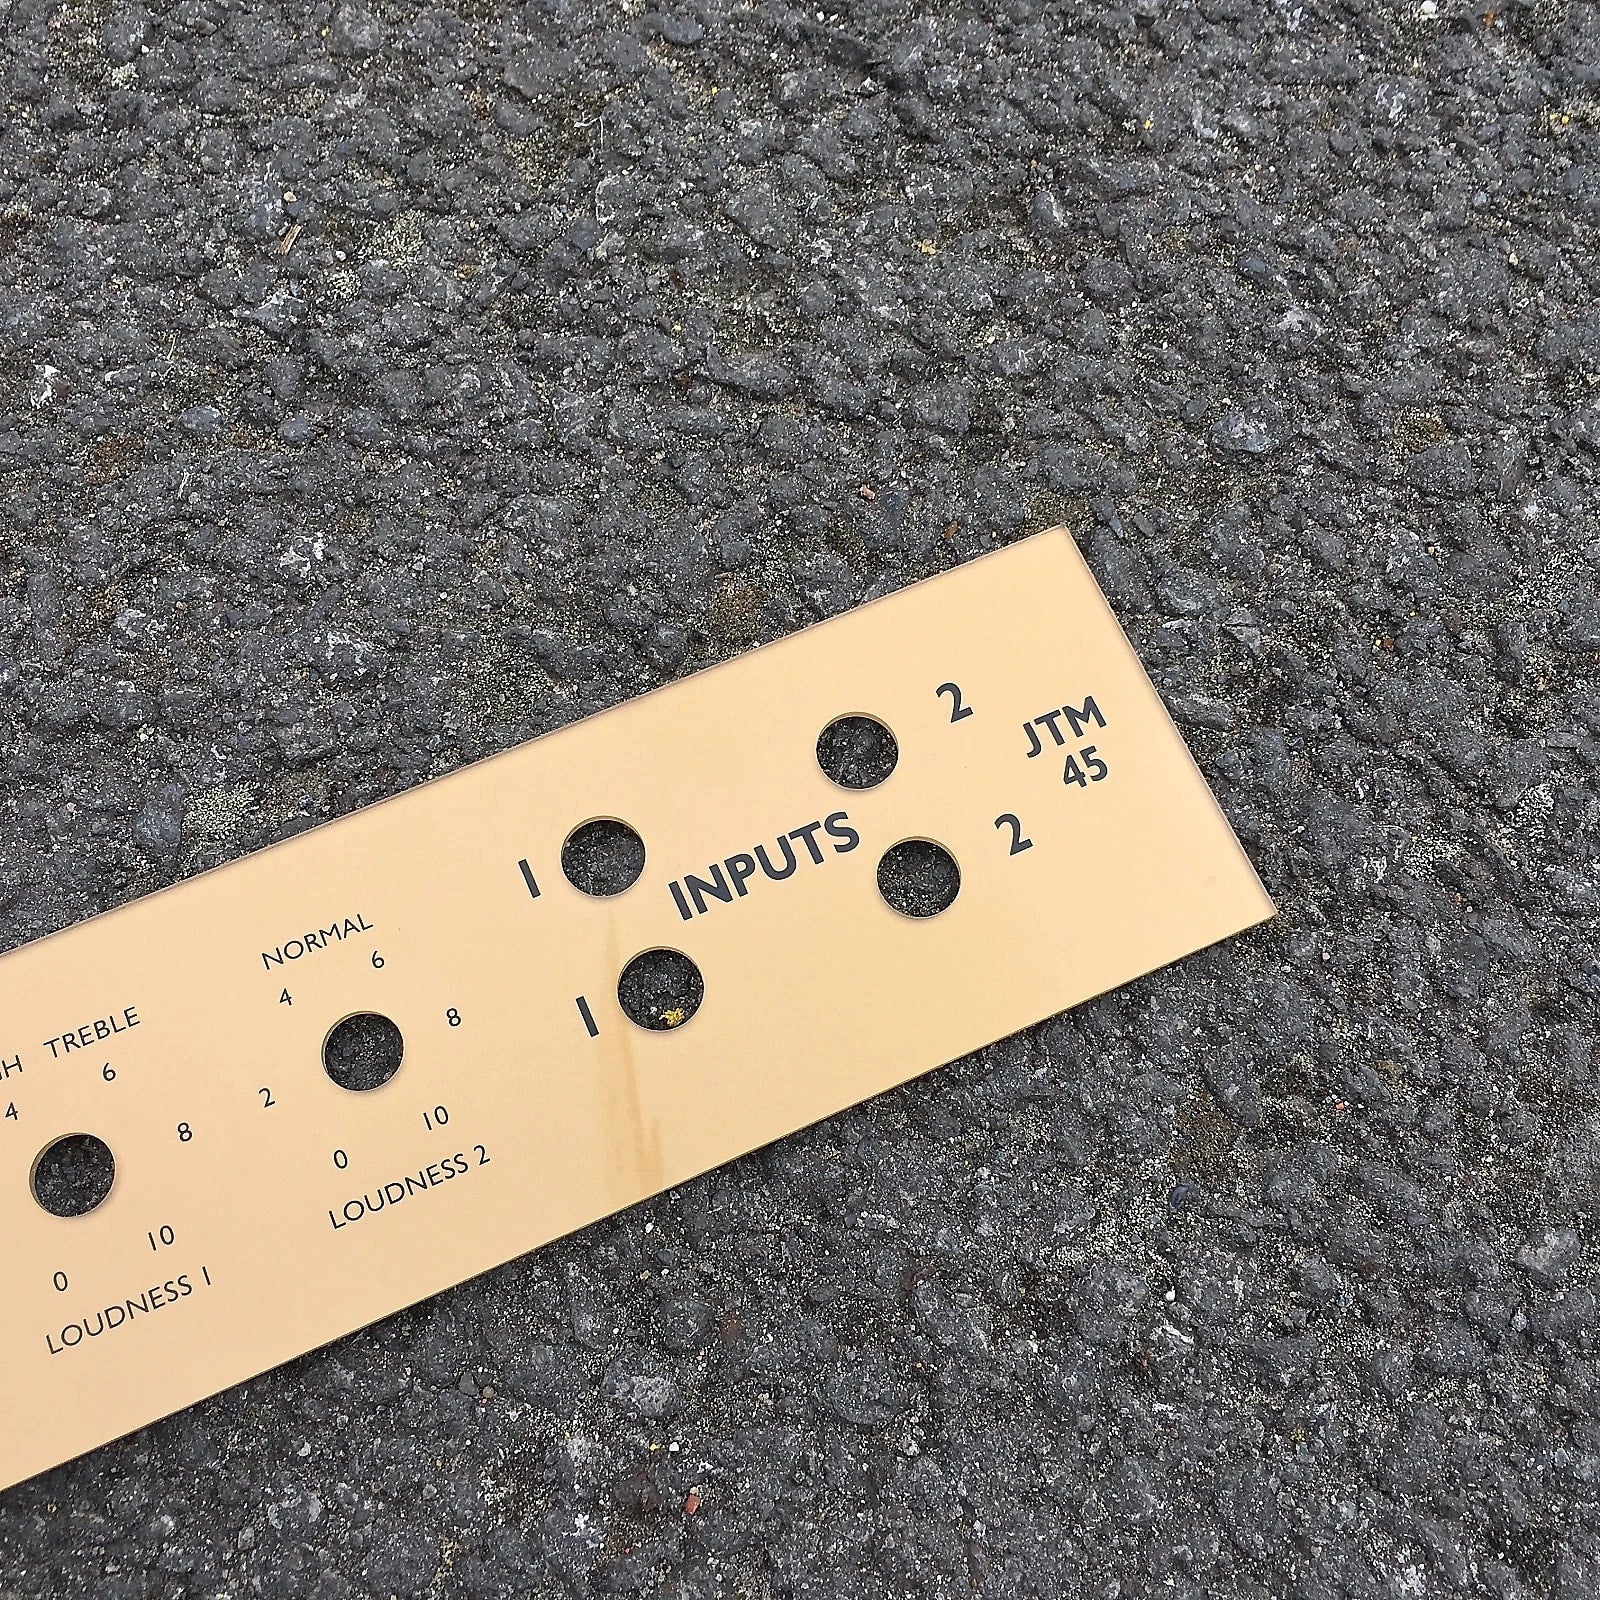 JTM
45
2
2
INPUTS
I
I
NORMAL
4 6
2 8
0 10
LOUDNESS 2
TREBLE
4 6
8
0 10
LOUDNESS I